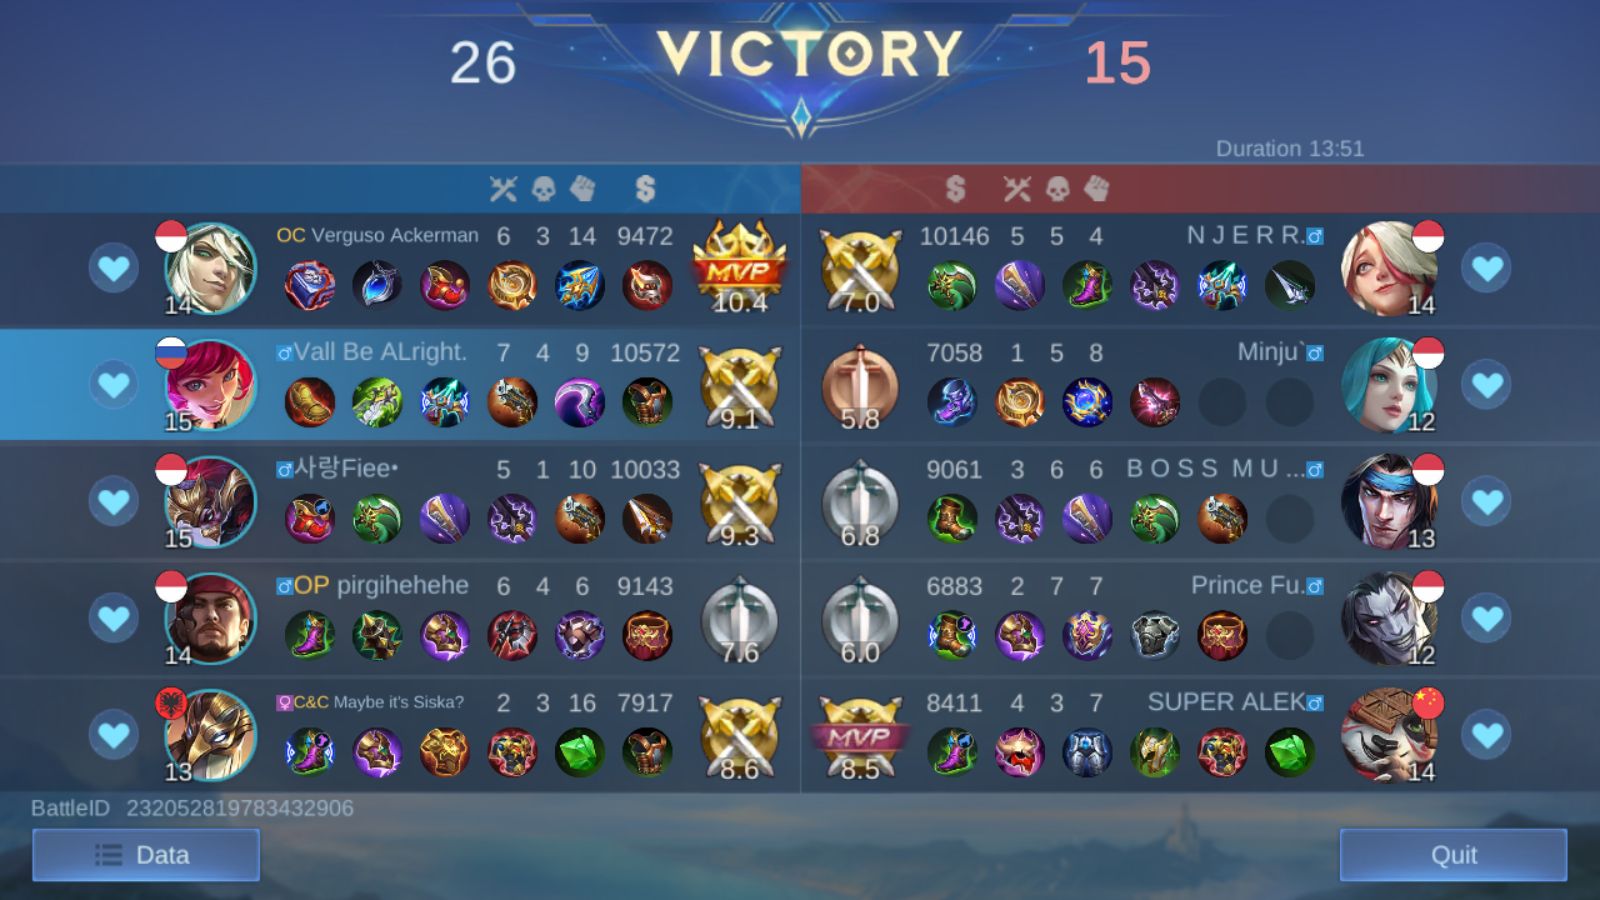 26 VICTORY 15
Duration 13:51
OC Verguso Ackerman 6 3 14 9472 MVP 10.4 14
7.0 10146 5 5 4 N J E R R. 14
Vall Be ALright. 7 4 9 10572 9.1 15
5.8 7058 1 5 8 Minju` 12
사랑Fiee• 5 1 10 10033 9.3 15
6.8 9061 3 6 6 B O S S  M U ... 13
OP pirgihehehe 6 4 6 9143 7.6 14
6.0 6883 2 7 7 Prince Fu. 12
C&C Maybe it's Siska? 2 3 16 7917 8.6 13
MVP 8.5 8411 4 3 7 SUPER ALEK 14
BattleID 232052819783432906
Data
Quit